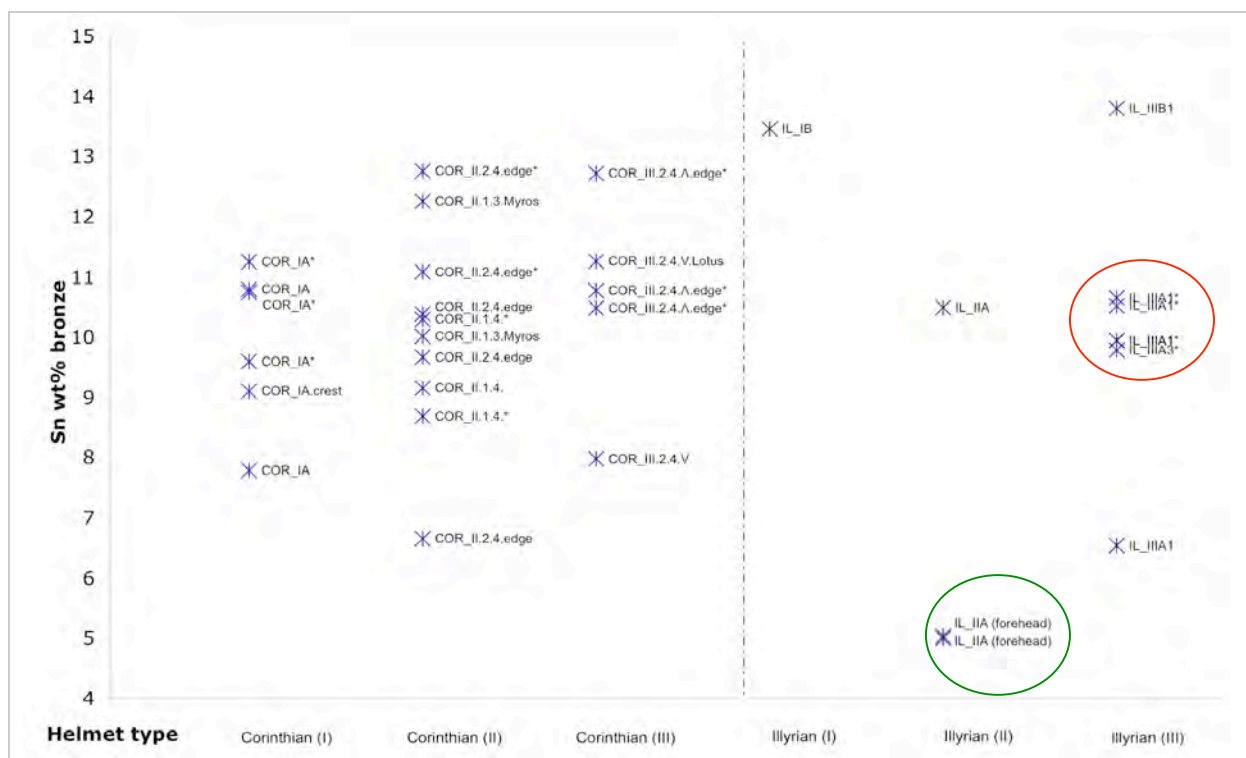 Sn wt% bronze
15
14
13
12
11
10
9
8
7
6
5
4
COR_IA*
COR_IA
COR_IA*
COR_IA*
COR_IA.crest
COR_IA
COR_II.2.4.edge*
COR_II.1.3.Myros
COR_II.2.4.edge*
COR_II.2.4.edge
COR_II.1.4.*
COR_II.1.3.Myros
COR_II.2.4.edge
COR_II.1.4.
COR_II.1.4.*
COR_II.2.4.edge
COR_III.2.4.Λ.edge*
COR_III.2.4.V.Lotus
COR_III.2.4.Λ.edge*
COR_III.2.4.Λ.edge*
COR_III.2.4.V
IL_IB
IL_IIA
IL_IIA (forehead)
IL_IIA (forehead)
IL_IIIB1
IL_IIIA1*
IL_IIIA1*
IL_IIIA1*
IL_IIIA3*
IL_IIIA1
Helmet type
Corinthian (I)
Corinthian (II)
Corinthian (III)
Illyrian (I)
Illyrian (II)
Illyrian (III)